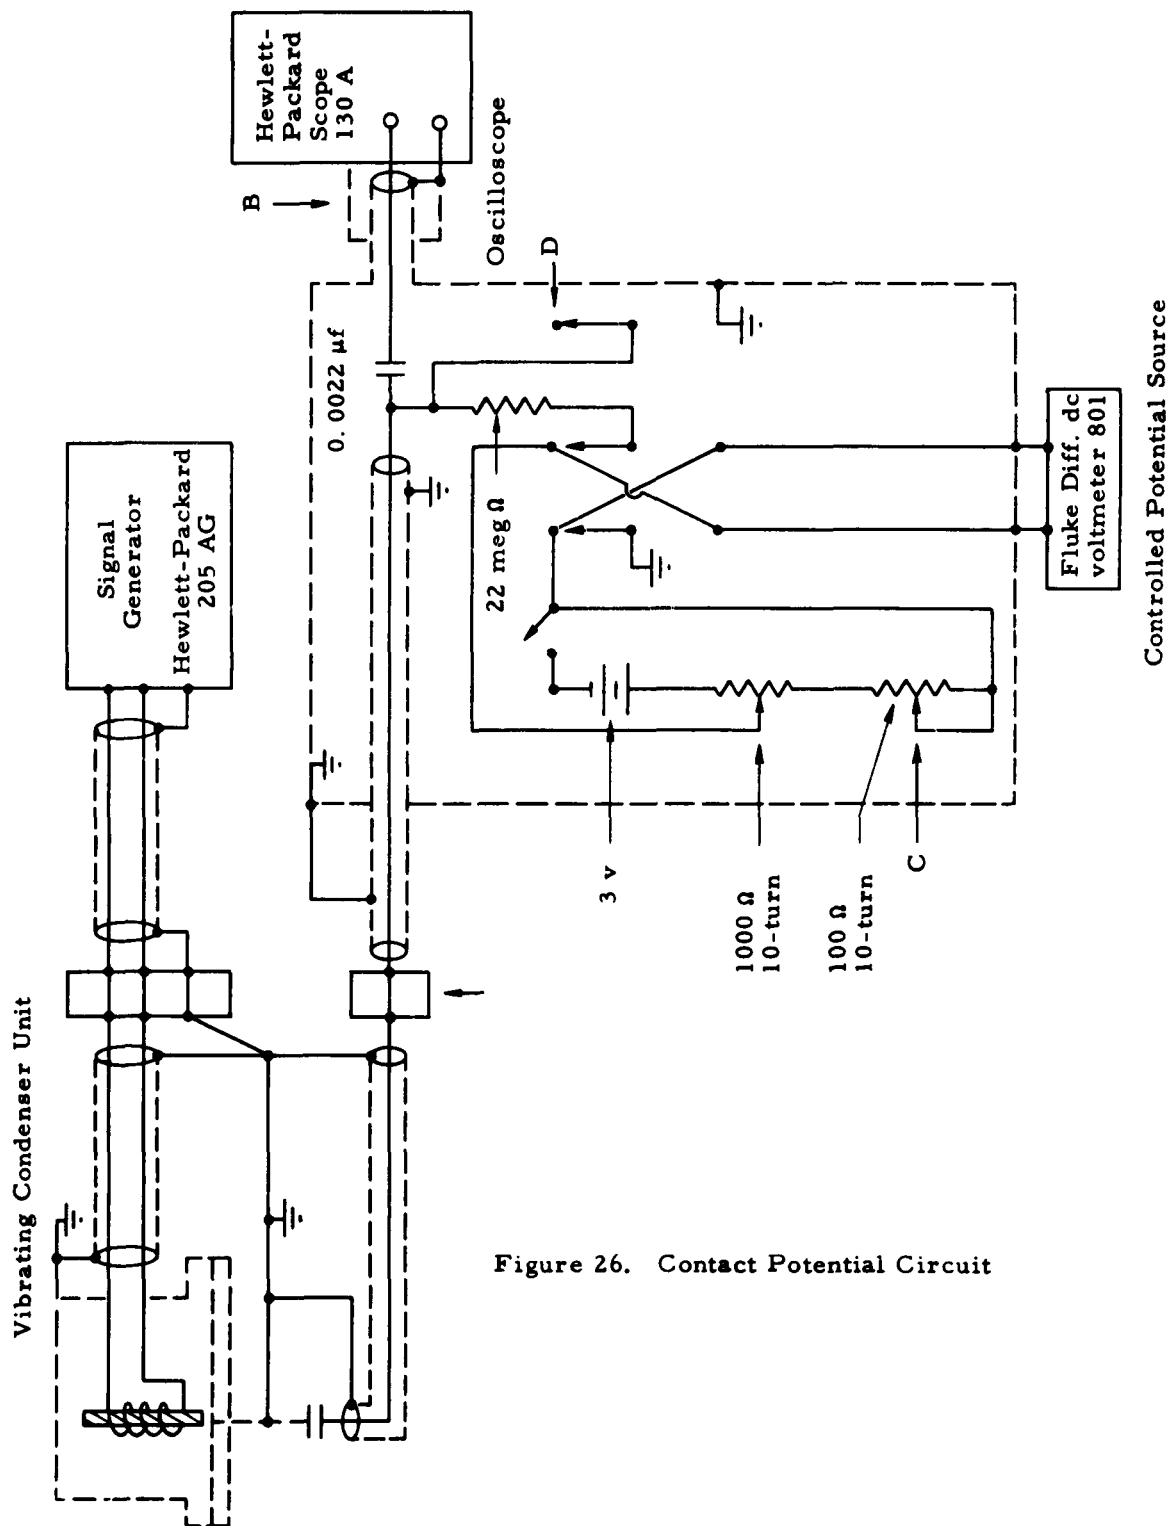 Vibrating Condenser Unit
Signal
Generator
Hewlett-Packard
205 AG
Hewlett-
Packard
Scope
130 A
B
Oscilloscope
D
0.0022 μf
22 meg Ω
3 v
1000 Ω
10-turn
100 Ω
10-turn
C
Fluke Diff. dc
voltmeter 801
Controlled Potential Source
Figure 26. Contact Potential Circuit